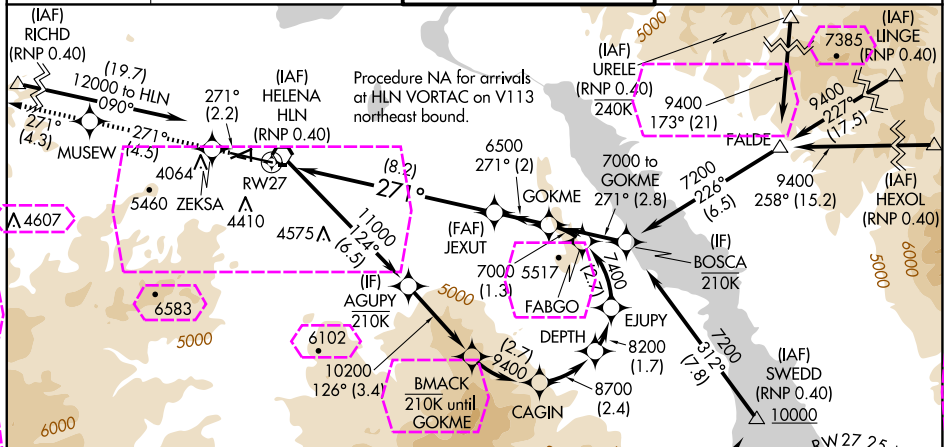 (IAF)
RICHD
(RNP 0.40)
(19.7)
12000 to HLN
090°
271°
(4.3)
MUSEW
271°
(4.5)
271°
(2.2)
(IAF)
HELENA
HLN
(RNP 0.40)
Procedure NA for arrivals
at HLN VORTAC on V113
northeast bound.
5000
(IAF)
URELE
(RNP 0.40)
240K
9400
173° (21)
7385
(IAF)
LINGE
(RNP 0.40)
9400
227°
(17.5)
FALDE
9400
258° (15.2)
(IAF)
HEXOL
(RNP 0.40)
7200
226°
(6.5)
6500
271° (2)
7000 to
GOKME
271° (2.8)
GOKME
(8.2)
271°
(FAF)
JEXUT
7000
(1.3)
5517
FABGO
(IF)
BOSCA
210K
7400
(2.7)
EJUPY
DEPTH
8200
(1.7)
8700
(2.4)
CAGIN
(2.7)
9400
BMACK
210K until
GOKME
10200
126° (3.4)
(IF)
AGUPY
210K
11000
124°
(6.5)
4064
ZEKSA
RW27
5460
4410
4575
4607
6583
6102
5000
5000
6000
5000
6000
7200
312°
(7.8)
(IAF)
SWEDD
(RNP 0.40)
10000
RW27 25